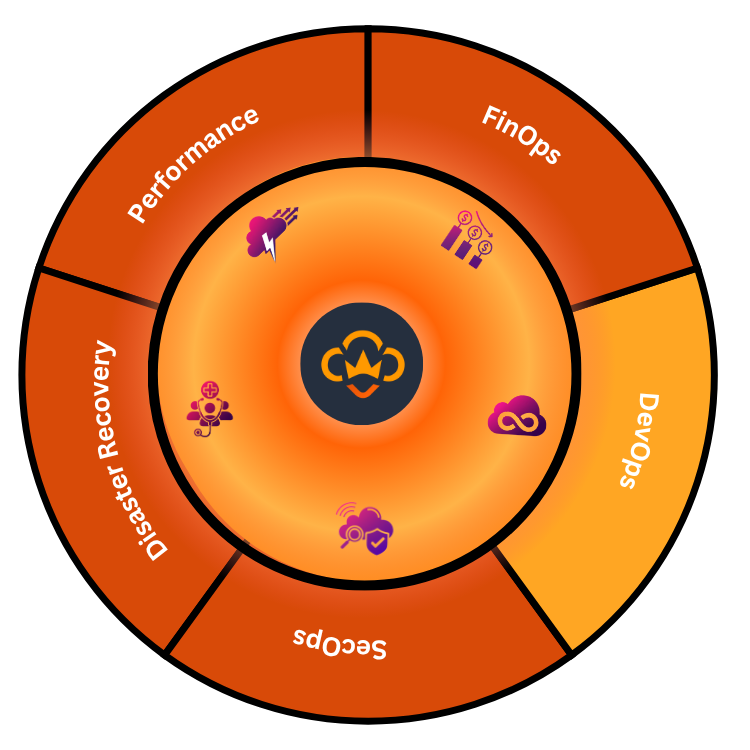 Performance
FinOps
DevOps
SecOps
Disaster Recovery